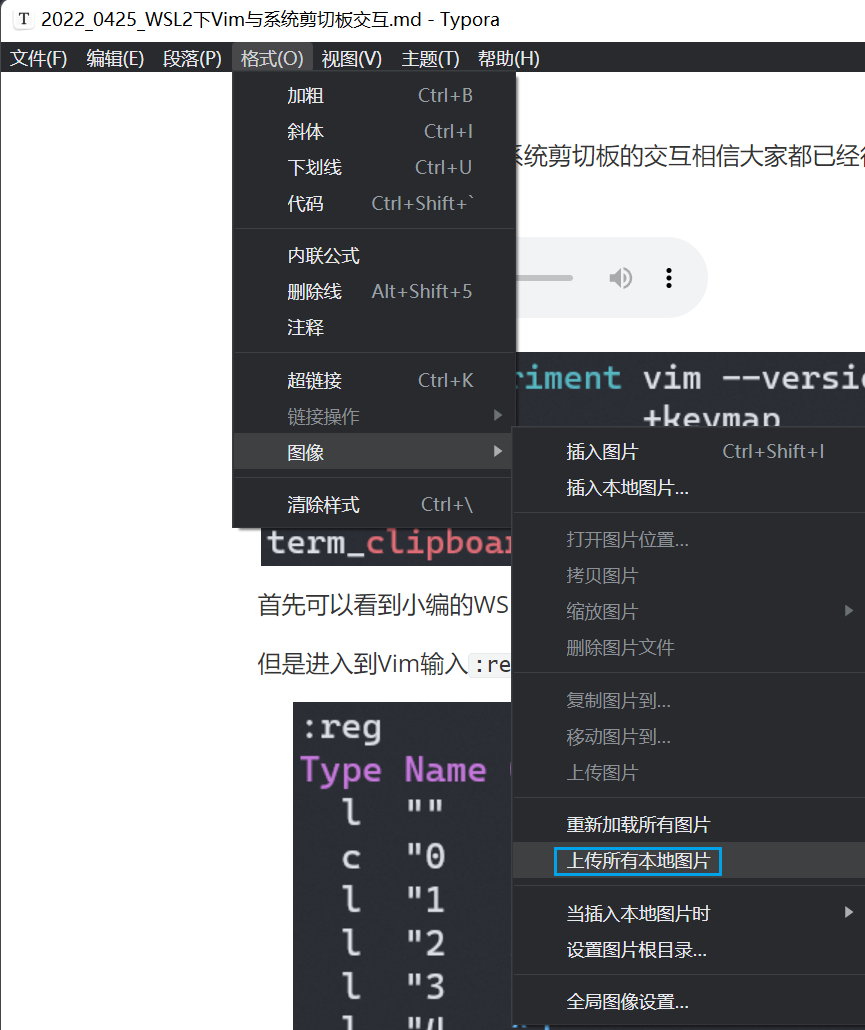 T 2022_0425_WSL2下Vim与系统剪切板交互.md - Typora
文件(F) 编辑(E) 段落(P) 格式(O) 视图(V) 主题(T) 帮助(H)
加粗 Ctrl+B
斜体 Ctrl+I
下划线 Ctrl+U
代码 Ctrl+Shift+`
内联公式
删除线 Alt+Shift+5
注释
超链接 Ctrl+K
链接操作
图像
清除样式 Ctrl+\
系统剪切板的交互相信大家都已经
riment vim --versio
+keymap
插入图片 Ctrl+Shift+I
插入本地图片...
打开图片位置...
拷贝图片
缩放图片
删除图片文件
复制图片到...
移动图片到...
上传图片
重新加载所有图片
上传所有本地图片
当插入本地图片时
设置图片根目录...
全局图像设置...
term_clipboar
首先可以看到小编的WS
但是进入到Vim输入 :re
:reg
Type Name
l ""
c "0
l "1
l "2
l "3
l "4